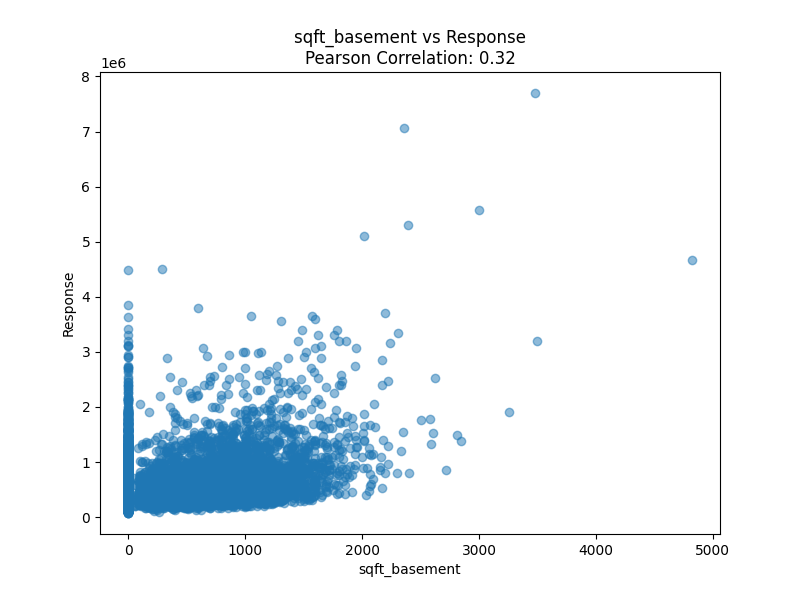 sqft_basement vs Response
Pearson Correlation: 0.32
1e6
8
7
6
5
4
3
2
1
0
Response
0 1000 2000 3000 4000 5000
sqft_basement